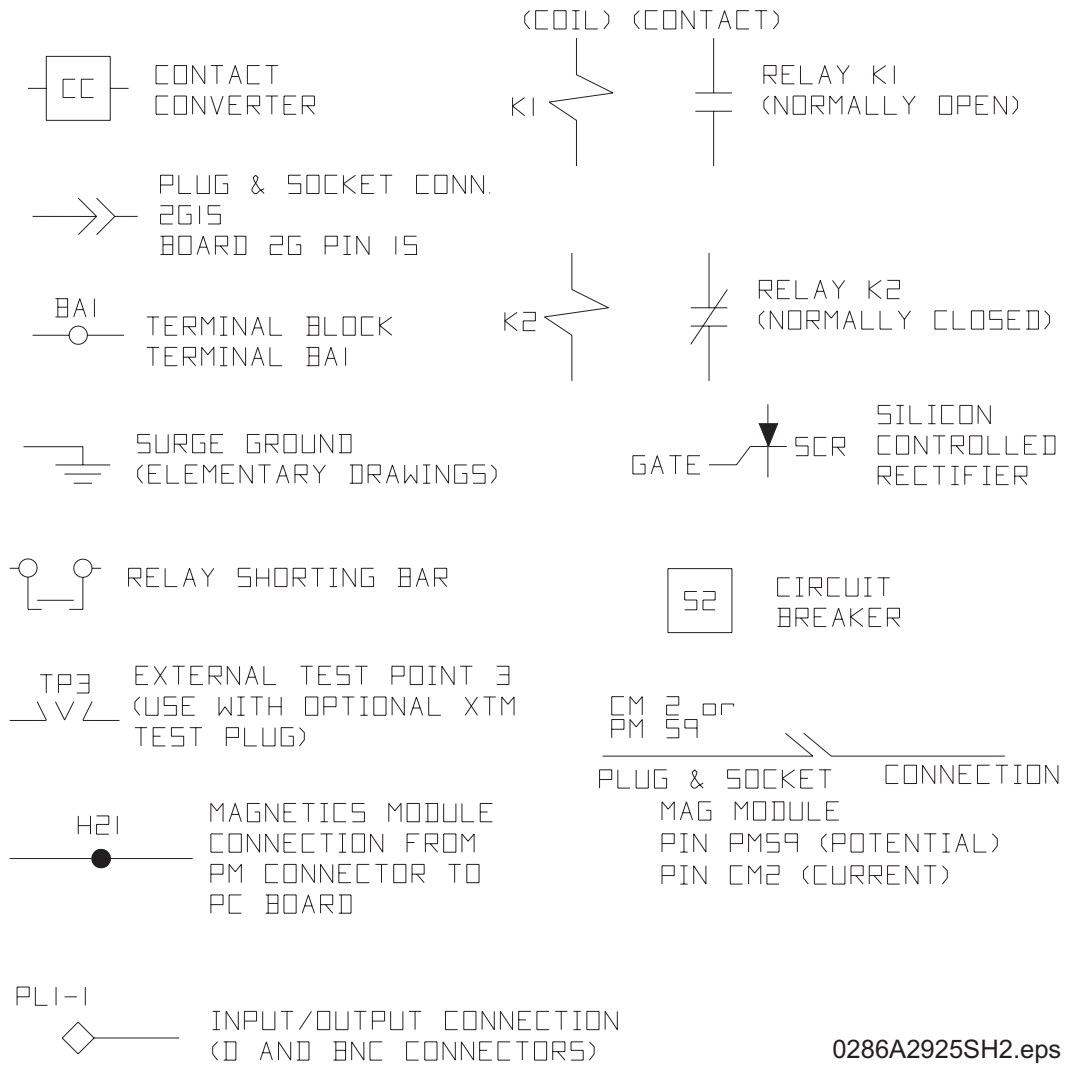 (COIL) (CONTACT)
CC
CONTACT
CONVERTER
K1
RELAY K1
(NORMALLY OPEN)
PLUG & SOCKET CONN.
2G15
BOARD 2G PIN 15
BA1
TERMINAL BLOCK
TERMINAL BA1
K2
RELAY K2
(NORMALLY CLOSED)
SURGE GROUND
(ELEMENTARY DRAWINGS)
GATE
SCR
SILICON
CONTROLLED
RECTIFIER
RELAY SHORTING BAR
52
CIRCUIT
BREAKER
TP3
EXTERNAL TEST POINT 3
(USE WITH OPTIONAL XTM
TEST PLUG)
CM 2 or
PM 59
PLUG & SOCKET CONNECTION
MAG MODULE
PIN PM59 (POTENTIAL)
PIN CM2 (CURRENT)
H21
MAGNETICS MODULE
CONNECTION FROM
PM CONNECTOR TO
PC BOARD
PL1-1
INPUT/OUTPUT CONNECTION
(D AND BNC CONNECTORS)
0286A2925SH2.eps